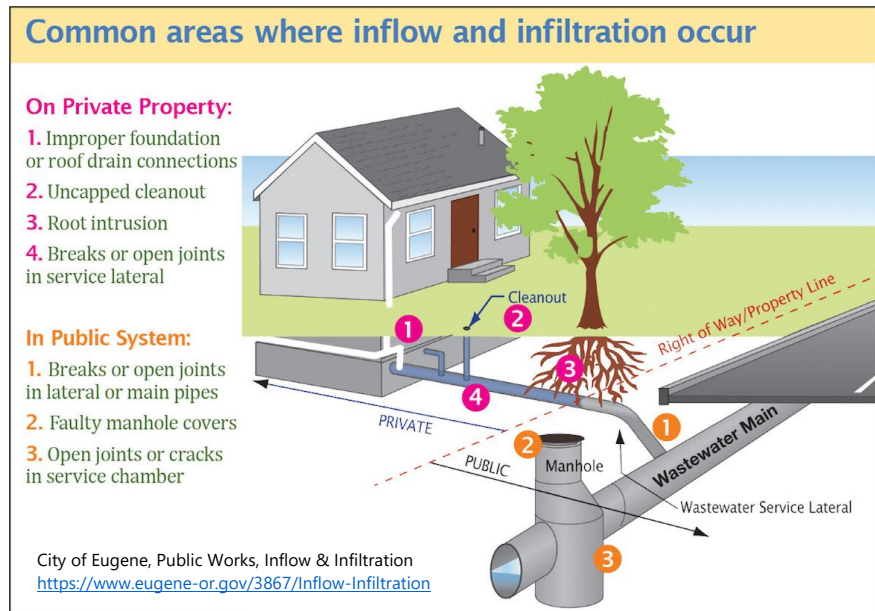 Common areas where inflow and infiltration occur
On Private Property:
1. Improper foundation
or roof drain connections
2. Uncapped cleanout
3. Root intrusion
4. Breaks or open joints
in service lateral
In Public System:
1. Breaks or open joints
in lateral or main pipes
2. Faulty manhole covers
3. Open joints or cracks
in service chamber
Cleanout
1
2
3
4
Right of Way/Property Line
PRIVATE
PUBLIC
1
2
Manhole
Wastewater Main
Wastewater Service Lateral
3
City of Eugene, Public Works, Inflow & Infiltration
https://www.eugene-or.gov/3867/Inflow-Infiltration